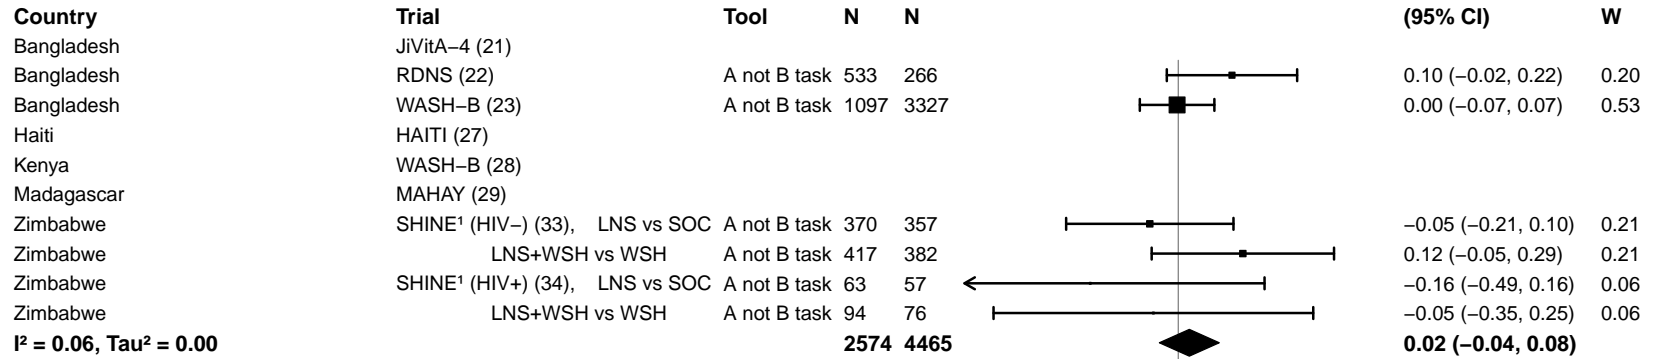 Country Trial Tool N N (95% CI) W
Bangladesh JiVitA−4 (21)
Bangladesh RDNS (22) A not B task 533 266 0.10 (−0.02, 0.22) 0.20
Bangladesh WASH−B (23) A not B task 1097 3327 0.00 (−0.07, 0.07) 0.53
Haiti HAITI (27)
Kenya WASH−B (28)
Madagascar MAHAY (29)
Zimbabwe SHINE¹ (HIV−) (33), LNS vs SOC A not B task 370 357 −0.05 (−0.21, 0.10) 0.21
Zimbabwe LNS+WSH vs WSH A not B task 417 382 0.12 (−0.05, 0.29) 0.21
Zimbabwe SHINE¹ (HIV+) (34), LNS vs SOC A not B task 63 57 −0.16 (−0.49, 0.16) 0.06
Zimbabwe LNS+WSH vs WSH A not B task 94 76 −0.05 (−0.35, 0.25) 0.06
I² = 0.06, Tau² = 0.00 2574 4465 0.02 (−0.04, 0.08)